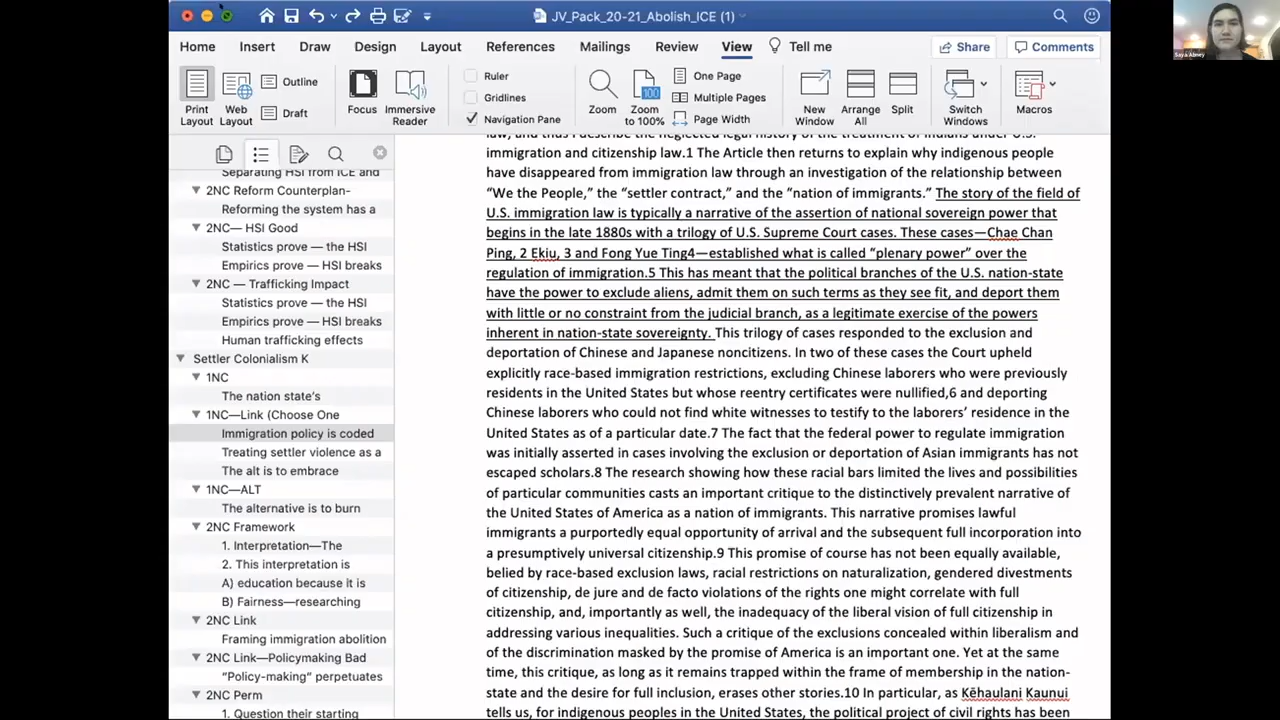 JV_Pack_20-21_Abolish_ICE (1)
Home Insert Draw Design Layout References Mailings Review View Tell me Share Comments
Print Layout
Web Layout
Outline
Draft
Focus
Immersive Reader
Ruler
Gridlines
Navigation Pane
Zoom
100
Zoom to 100%
One Page
Multiple Pages
Page Width
New Window
Arrange All
Split
Switch Windows
Macros
Separating HSI from ICE and
2NC Reform Counterplan-
Reforming the system has a
2NC— HSI Good
Statistics prove — the HSI
Empirics prove — HSI breaks
2NC — Trafficking Impact
Statistics prove — the HSI
Empirics prove — HSI breaks
Human trafficking effects
Settler Colonialism K
1NC
The nation state's
1NC—Link (Choose One
Immigration policy is coded
Treating settler violence as a
The alt is to embrace
1NC—ALT
The alternative is to burn
2NC Framework
1. Interpretation—The
2. This interpretation is
A) education because it is
B) Fairness—researching
2NC Link
Framing immigration abolition
2NC Link—Policymaking Bad
“Policy-making” perpetuates
2NC Perm
1. Question their starting
law, and thus I describe the neglected legal history of the treatment of Indians under U.S.
immigration and citizenship law.1 The Article then returns to explain why indigenous people
have disappeared from immigration law through an investigation of the relationship between
“We the People,” the “settler contract,” and the “nation of immigrants.” The story of the field of
U.S. immigration law is typically a narrative of the assertion of national sovereign power that
begins in the late 1880s with a trilogy of U.S. Supreme Court cases. These cases—Chae Chan
Ping, 2 Ekiu, 3 and Fong Yue Ting4—established what is called “plenary power” over the
regulation of immigration.5 This has meant that the political branches of the U.S. nation-state
have the power to exclude aliens, admit them on such terms as they see fit, and deport them
with little or no constraint from the judicial branch, as a legitimate exercise of the powers
inherent in nation-state sovereignty. This trilogy of cases responded to the exclusion and
deportation of Chinese and Japanese noncitizens. In two of these cases the Court upheld
explicitly race-based immigration restrictions, excluding Chinese laborers who were previously
residents in the United States but whose reentry certificates were nullified,6 and deporting
Chinese laborers who could not find white witnesses to testify to the laborers’ residence in the
United States as of a particular date.7 The fact that the federal power to regulate immigration
was initially asserted in cases involving the exclusion or deportation of Asian immigrants has not
escaped scholars.8 The research showing how these racial bars limited the lives and possibilities
of particular communities casts an important critique to the distinctively prevalent narrative of
the United States of America as a nation of immigrants. This narrative promises lawful
immigrants a purportedly equal opportunity of arrival and the subsequent full incorporation into
a presumptively universal citizenship.9 This promise of course has not been equally available,
belied by race-based exclusion laws, racial restrictions on naturalization, gendered divestments
of citizenship, de jure and de facto violations of the rights one might correlate with full
citizenship, and, importantly as well, the inadequacy of the liberal vision of full citizenship in
addressing various inequalities. Such a critique of the exclusions concealed within liberalism and
of the discrimination masked by the promise of America is an important one. Yet at the same
time, this critique, as long as it remains trapped within the frame of membership in the nation-
state and the desire for full inclusion, erases other stories.10 In particular, as Kēhaulani Kaunui
tells us, for indigenous peoples in the United States, the political project of civil rights has been
Saya Abney